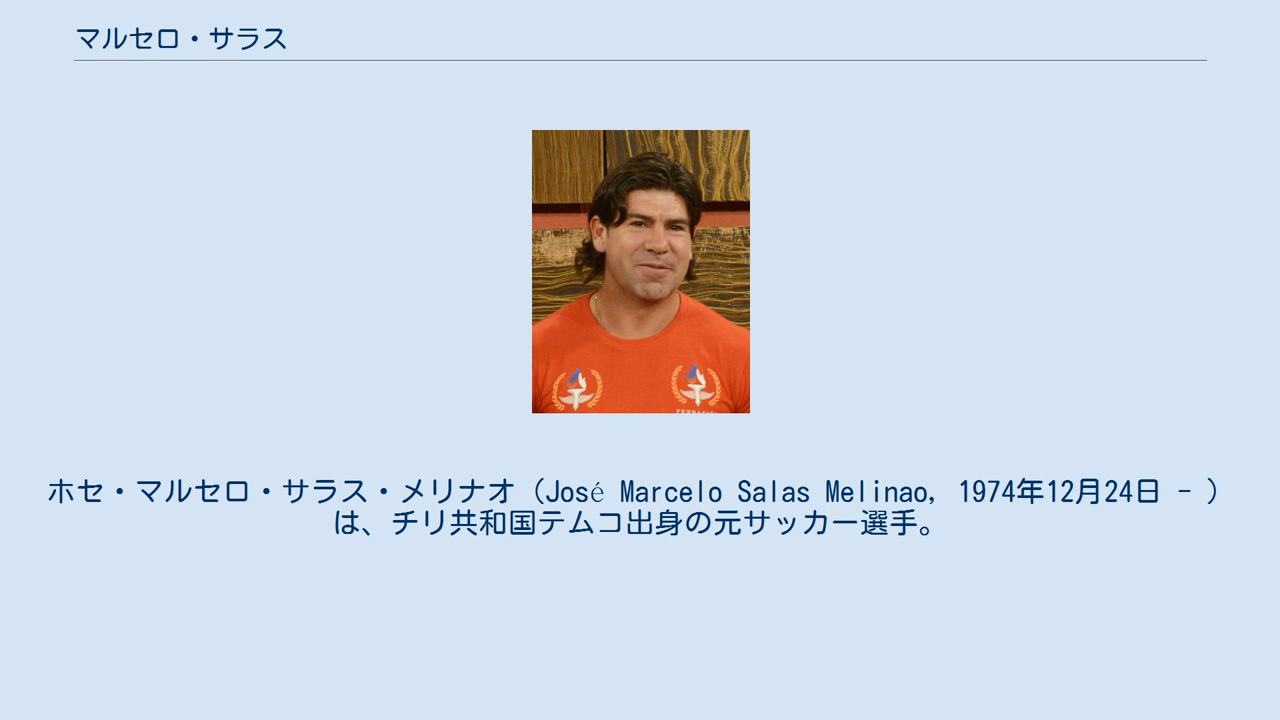 マルセロ・サラス
ホセ・マルセロ・サラス・メリナオ（José Marcelo Salas Melinao, 1974年12月24日 - ）
は、チリ共和国テムコ出身の元サッカー選手。